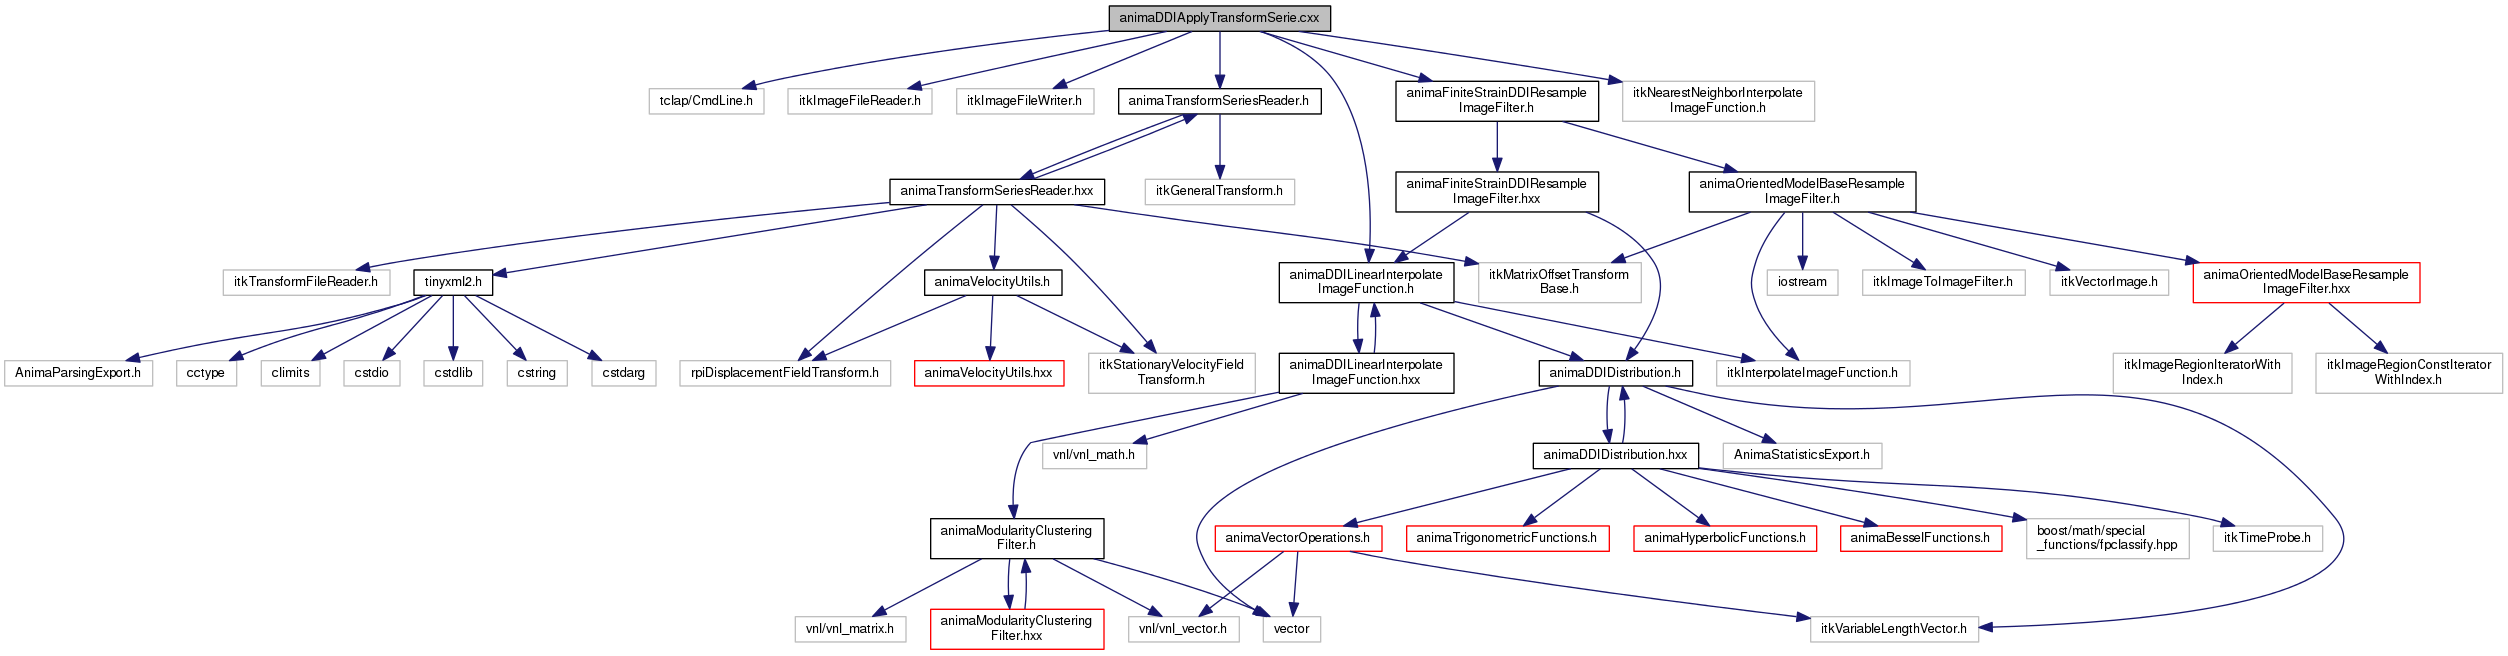 animaDDIApplyTransformSerie.cxx
tclap/CmdLine.h
itkImageFileReader.h
itkImageFileWriter.h
animaTransformSeriesReader.h
animaFiniteStrainDDIResample
ImageFilter.h
itkNearestNeighborInterpolate
ImageFunction.h
animaTransformSeriesReader.hxx
itkGeneralTransform.h
animaFiniteStrainDDIResample
ImageFilter.hxx
animaOrientedModelBaseResample
ImageFilter.h
itkTransformFileReader.h
tinyxml2.h
animaVelocityUtils.h
animaDDILinearInterpolate
ImageFunction.h
itkMatrixOffsetTransform
Base.h
iostream
itkImageToImageFilter.h
itkVectorImage.h
animaOrientedModelBaseResample
ImageFilter.hxx
AnimaParsingExport.h
cctype
climits
cstdio
cstdlib
cstring
cstdarg
rpiDisplacementFieldTransform.h
animaVelocityUtils.hxx
itkStationaryVelocityField
Transform.h
animaDDILinearInterpolate
ImageFunction.hxx
animaDDIDistribution.h
itkInterpolateImageFunction.h
itkImageRegionIteratorWith
Index.h
itkImageRegionConstIterator
WithIndex.h
vnl/vnl_math.h
animaDDIDistribution.hxx
AnimaStatisticsExport.h
animaModularityClustering
Filter.h
animaVectorOperations.h
animaTrigonometricFunctions.h
animaHyperbolicFunctions.h
animaBesselFunctions.h
boost/math/special
_functions/fpclassify.hpp
itkTimeProbe.h
vnl/vnl_matrix.h
animaModularityClustering
Filter.hxx
vnl/vnl_vector.h
vector
itkVariableLengthVector.h